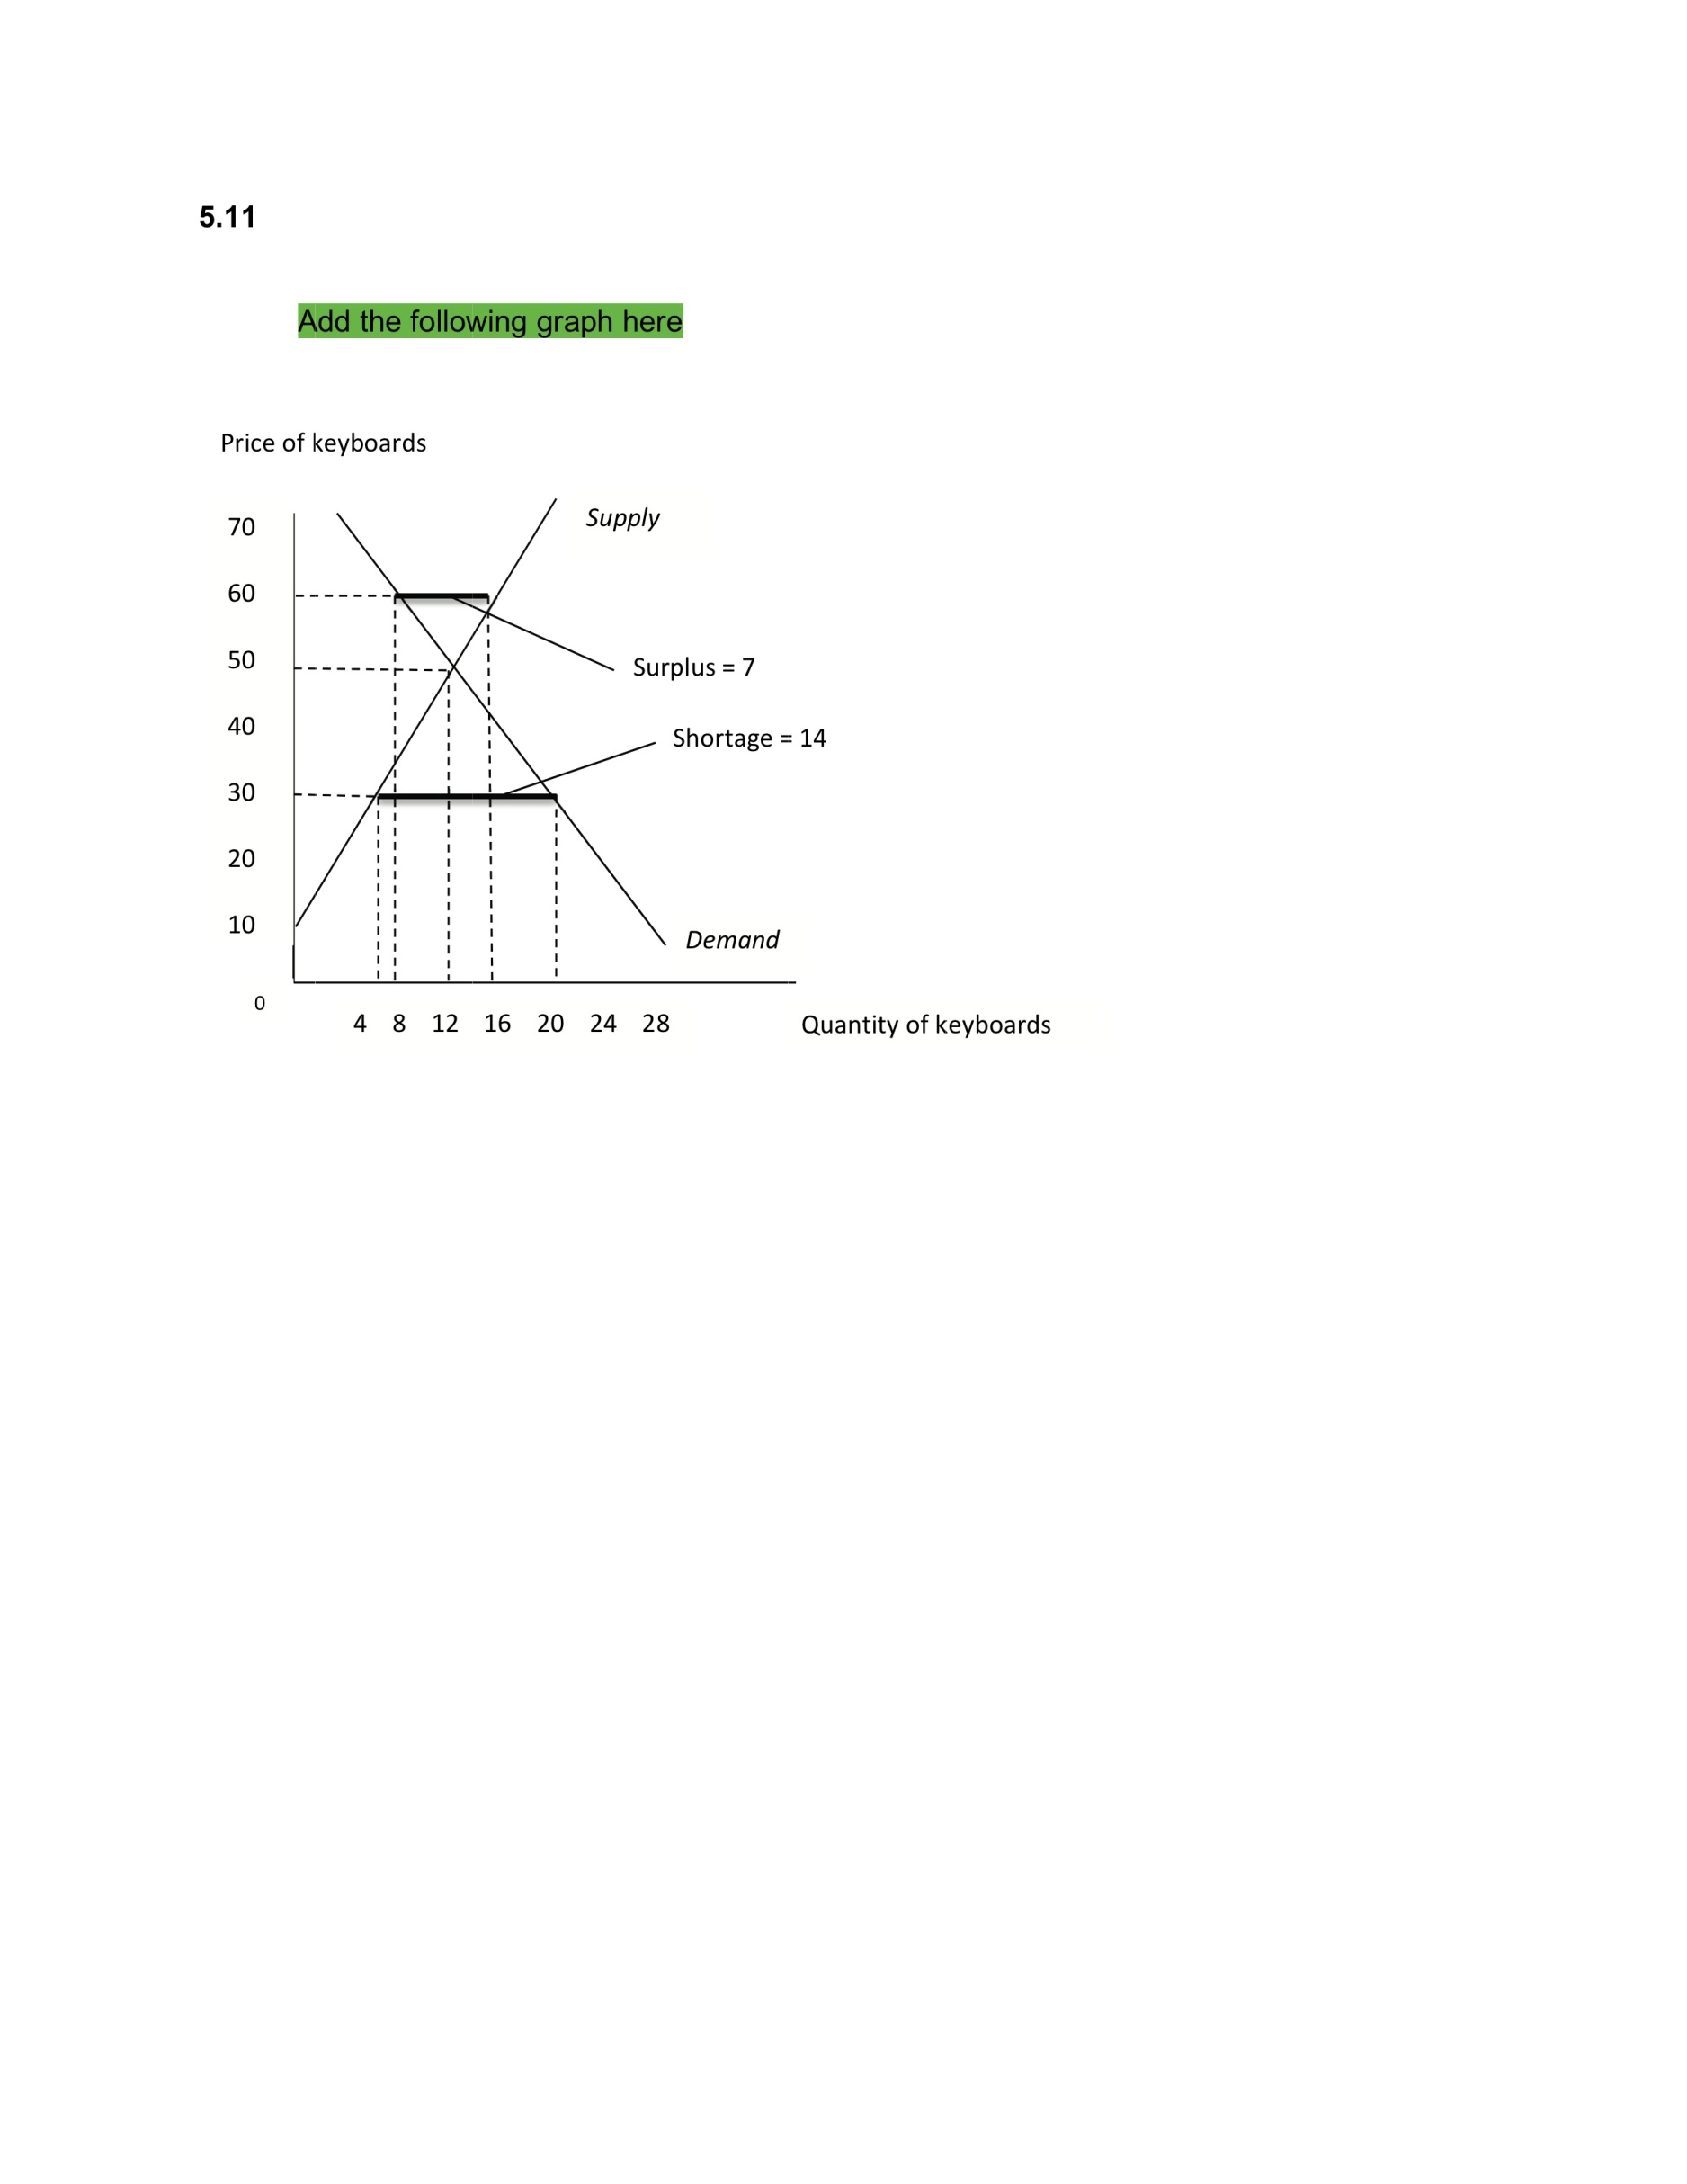 5.11
Add the following graph here
Price of keyboards
70
Supply
60
50
Surplus = 7
40
Shortage = 14
30
20
10
Demand
0
4 8 12 16 20 24 28
Quantity of keyboards